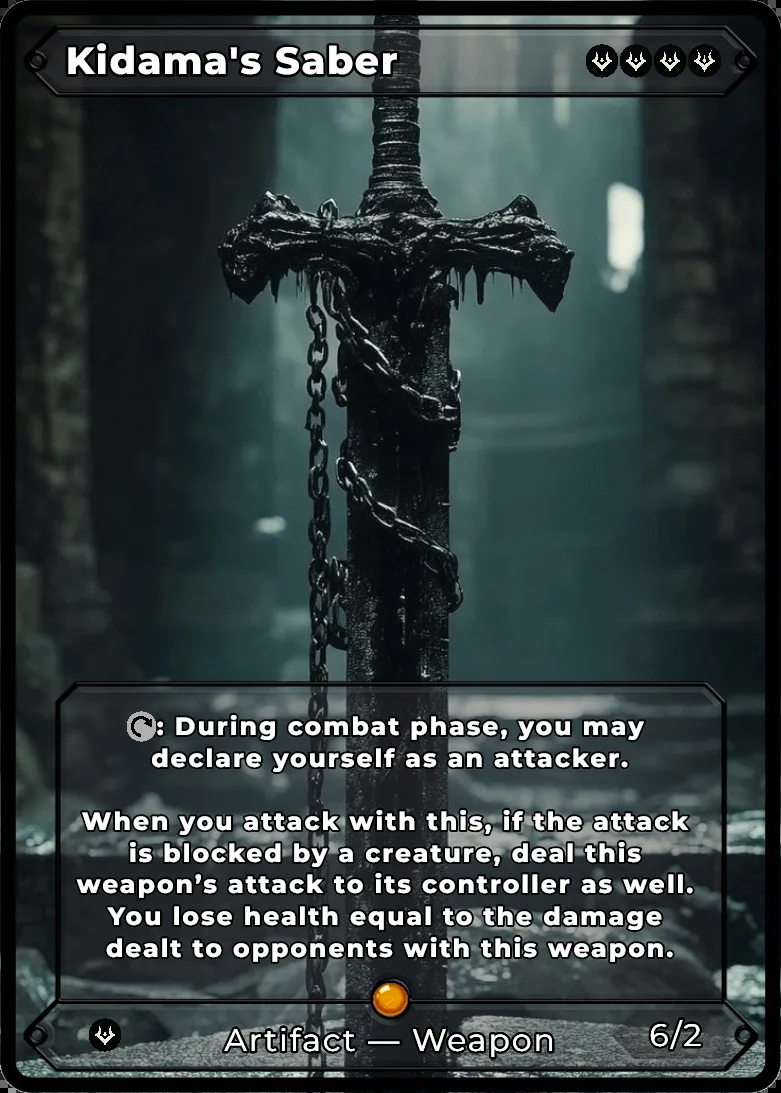 Kidama's Saber
: During combat phase, you may
declare yourself as an attacker.
When you attack with this, if the attack
is blocked by a creature, deal this
weapon’s attack to its controller as well.
You lose health equal to the damage
dealt to opponents with this weapon.
Artifact — Weapon
6/2